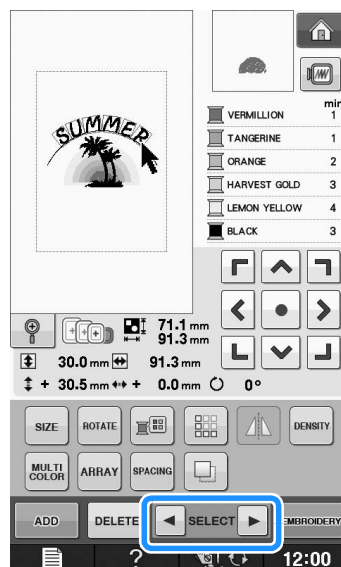 min
VERMILLION 1
TANGERINE 1
ORANGE 2
HARVEST GOLD 3
LEMON YELLOW 4
BLACK 3
SUMMER
71.1 mm
91.3 mm
30.0 mm 91.3 mm
+ 30.5 mm + 0.0 mm 0°
SIZE ROTATE DENSITY
MULTI
COLOR ARRAY SPACING
ADD DELETE SELECT EMBROIDERY
? 12:00